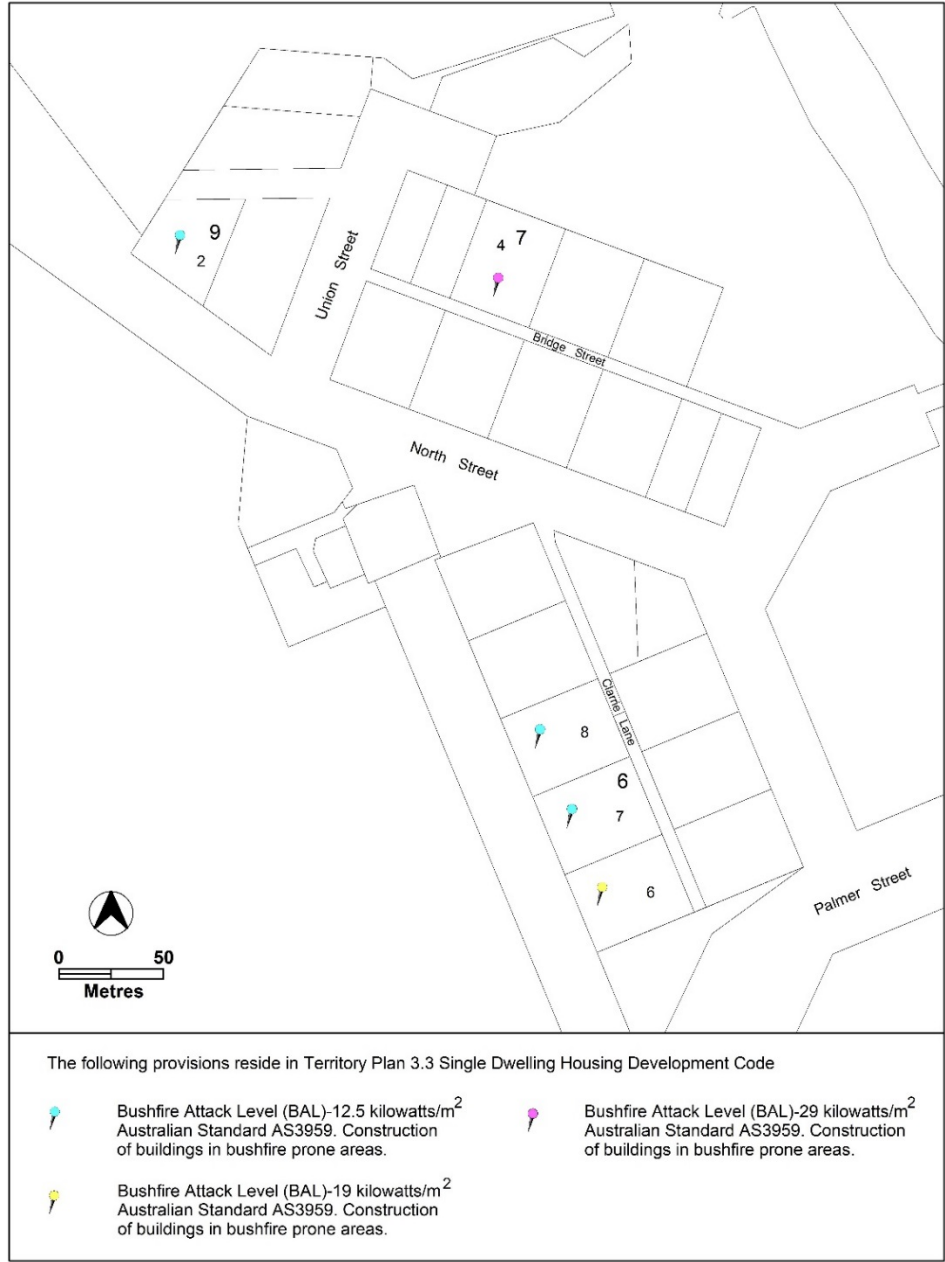 9
2
Union Street
4 7
Bridge Street
North Street
Clarrie Lane
8
6
7
6
Palmer Street
0 50
Metres
The following provisions reside in Territory Plan 3.3 Single Dwelling Housing Development Code
Bushfire Attack Level (BAL)-12.5 kilowatts/m²
Australian Standard AS3959. Construction
of buildings in bushfire prone areas.
Bushfire Attack Level (BAL)-29 kilowatts/m²
Australian Standard AS3959. Construction
of buildings in bushfire prone areas.
Bushfire Attack Level (BAL)-19 kilowatts/m²
Australian Standard AS3959. Construction
of buildings in bushfire prone areas.